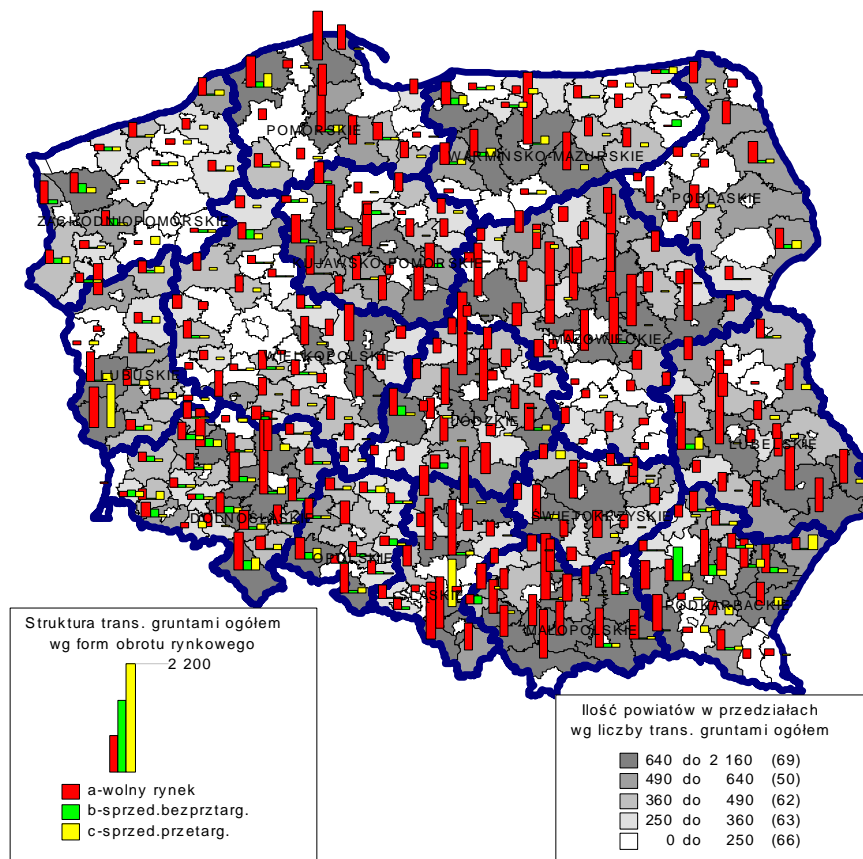 POMORSKIE
WARMIŃSKO-MAZURSKIE
PODLASKIE
ZACHODNIOPOMORSKIE
KUJAWSKO-POMORSKIE
MAZOWIECKIE
WIELKOPOLSKIE
LUBUSKIE
ŁÓDZKIE
LUBELSKIE
DOLNOŚLĄSKIE
ŚWIĘTOKRZYSKIE
OPOLSKIE
ŚLĄSKIE
PODKARPACKIE
MAŁOPOLSKIE
Struktura trans. gruntami ogółem
wg form obrotu rynkowego
2 200
a-wolny rynek
b-sprzed.bezprztarg.
c-sprzed.przetarg.
Ilość powiatów w przedziałach
wg liczby trans. gruntami ogółem
640 do 2 160 (69)
490 do 640 (50)
360 do 490 (62)
250 do 360 (63)
0 do 250 (66)